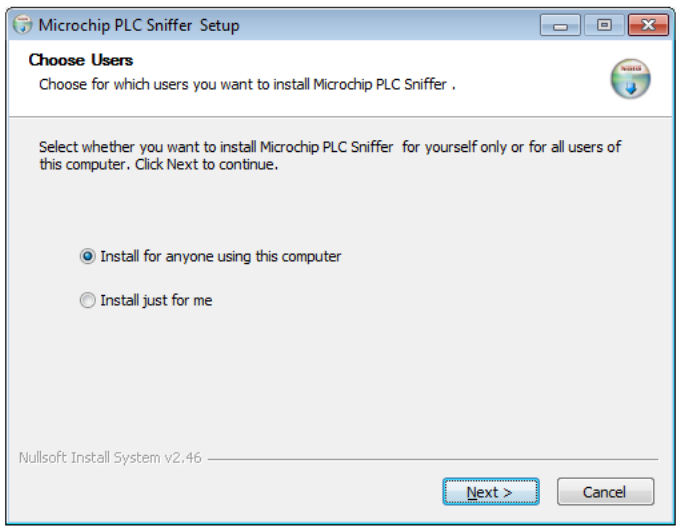 Microchip PLC Sniffer Setup
Choose Users
Choose for which users you want to install Microchip PLC Sniffer .
Select whether you want to install Microchip PLC Sniffer for yourself only or for all users of
this computer. Click Next to continue.
Install for anyone using this computer
Install just for me
Nullsoft Install System v2.46
Next >
Cancel